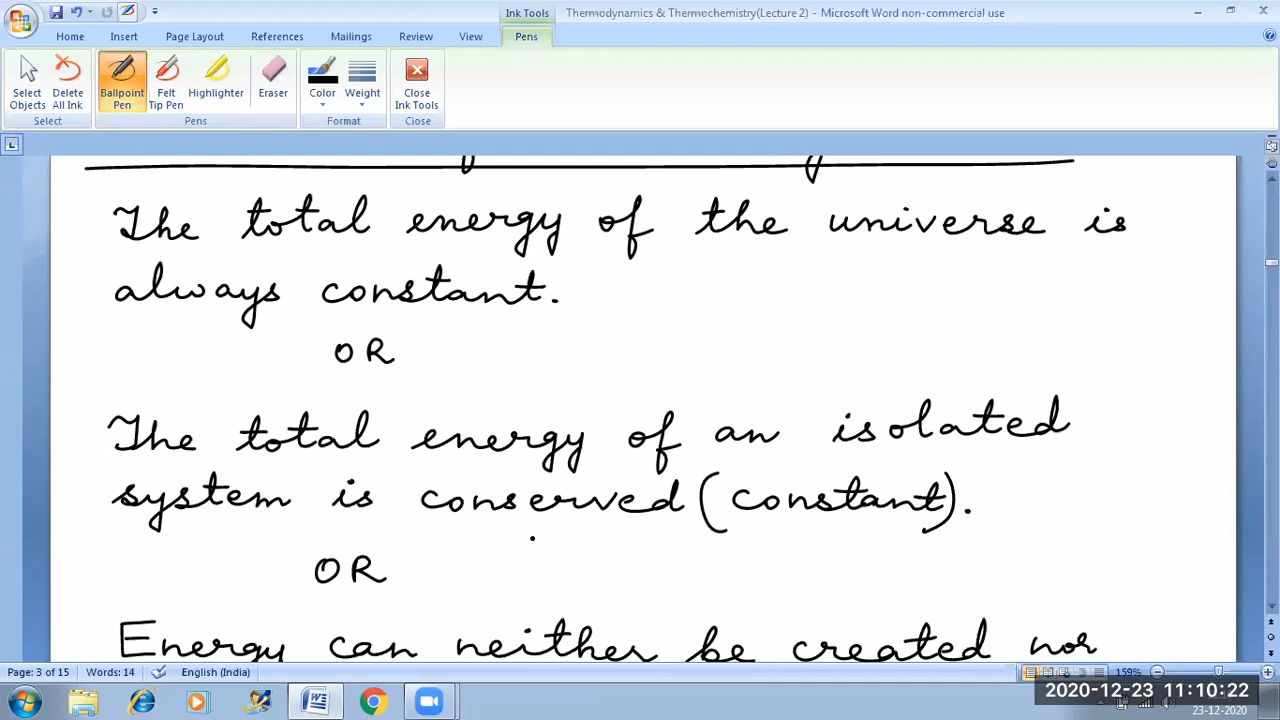 Ink Tools
Thermodynamics & Thermochemistry(Lecture 2) - Microsoft Word non-commercial use
Home Insert Page Layout References Mailings Review View Pens
Select Objects
Delete All Ink
Ballpoint Pen
Felt Tip Pen
Highlighter
Eraser
Color
Weight
Close Ink Tools
Select Pens Format Close
The total energy of the universe is
always constant.
OR
The total energy of an isolated
system is conserved (constant).
OR
Energy can neither be created nor
Page: 3 of 15 Words: 14 English (India) 159%
2020-12-23 11:10:22
23-12-2020